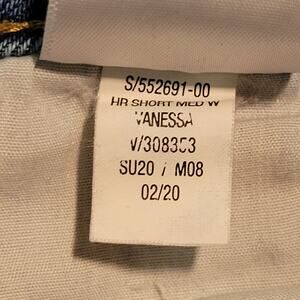 S/552691-00
HR SHORT MED W
VANESSA
V/308353
SU20 / M08
02/20